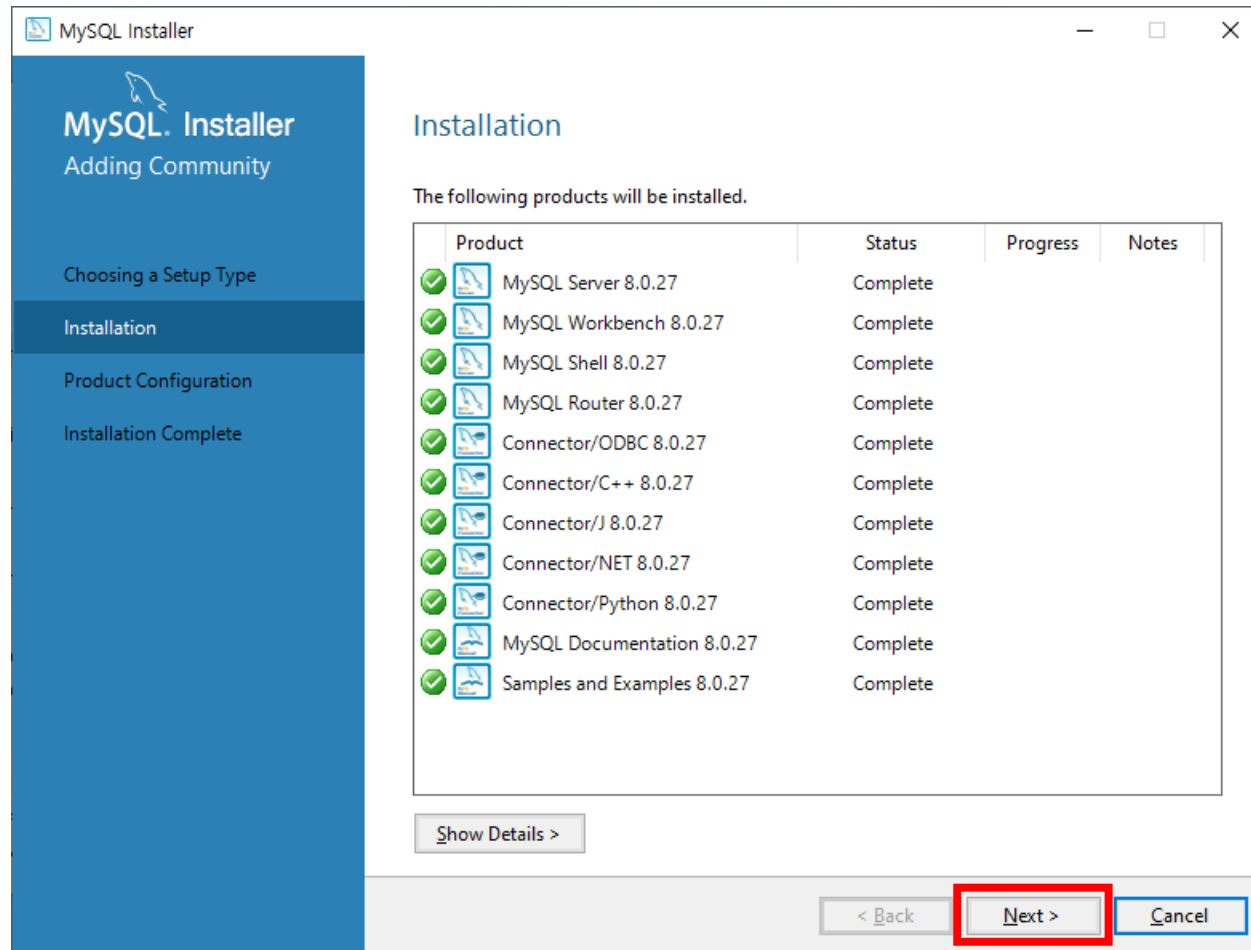 MySQL Installer
MySQL. Installer
Adding Community
Choosing a Setup Type
Installation
Product Configuration
Installation Complete
Installation
The following products will be installed.
Product Status Progress Notes
MySQL Server 8.0.27 Complete
MySQL Workbench 8.0.27 Complete
MySQL Shell 8.0.27 Complete
MySQL Router 8.0.27 Complete
Connector/ODBC 8.0.27 Complete
Connector/C++ 8.0.27 Complete
Connector/J 8.0.27 Complete
Connector/NET 8.0.27 Complete
Connector/Python 8.0.27 Complete
MySQL Documentation 8.0.27 Complete
Samples and Examples 8.0.27 Complete
Show Details >
< Back Next > Cancel